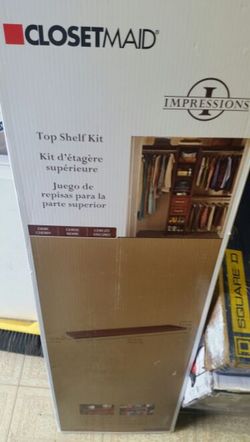 CLOSETMAID
I
IMPRESSIONS
Top Shelf Kit
Kit d'étagère
supérieure
Juego de
repisas para la
parte superior
SQUARE D